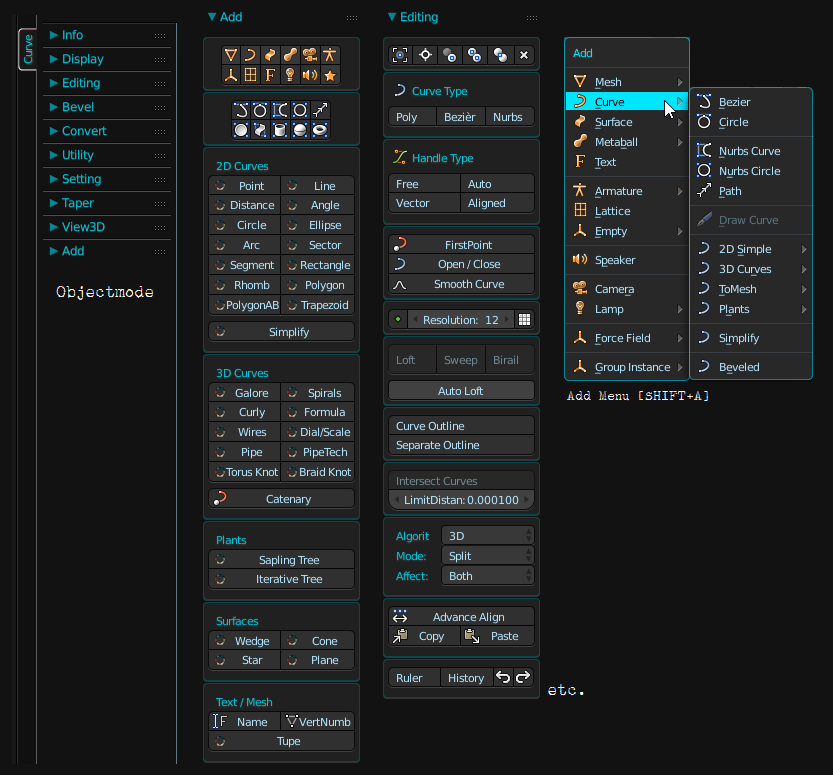 Curve
Info
Display
Editing
Bevel
Convert
Utility
Setting
Taper
View3D
Add
Objectmode
Add
2D Curves
Point Line
Distance Angle
Circle Ellipse
Arc Sector
Segment Rectangle
Rhomb Polygon
PolygonAB Trapezoid
Simplify
3D Curves
Galore Spirals
Curly Formula
Wires Dial/Scale
Pipe PipeTech
Torus Knot Braid Knot
Catenary
Plants
Sapling Tree
Iterative Tree
Surfaces
Wedge Cone
Star Plane
Text / Mesh
Name VertNumb
Tupe
Editing
Curve Type
Poly Bezièr Nurbs
Handle Type
Free Auto
Vector Aligned
FirstPoint
Open / Close
Smooth Curve
Resolution: 12
Loft Sweep Birail
Auto Loft
Curve Outline
Separate Outline
Intersect Curves
LimitDistan: 0.000100
Algorit 3D
Mode: Split
Affect: Both
Advance Align
Copy Paste
Ruler History
etc.
Add
Mesh
Curve
Surface
Metaball
Text
Armature
Lattice
Empty
Speaker
Camera
Lamp
Force Field
Group Instance
Add Menu [SHIFT+A]
Bezier
Circle
Nurbs Curve
Nurbs Circle
Path
Draw Curve
2D Simple
3D Curves
ToMesh
Plants
Simplify
Beveled